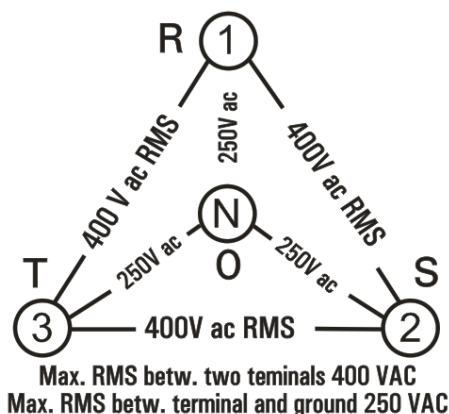 R 1
400 V ac RMS
250V ac
400V ac RMS
N
O
250V ac
250V ac
T
S
3
400V ac RMS
2
Max. RMS betw. two teminals 400 VAC
Max. RMS betw. terminal and ground 250 VAC